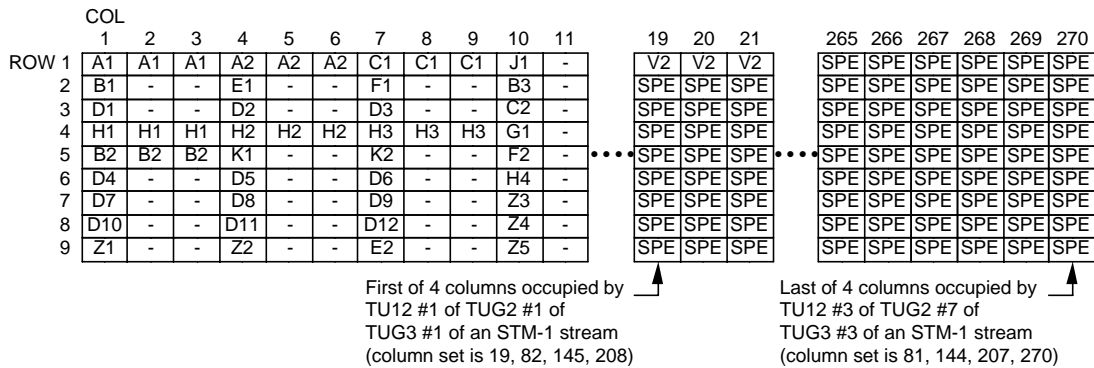 COL
1 2 3 4 5 6 7 8 9 10 11 19 20 21 265 266 267 268 269 270
ROW 1 A1 A1 A1 A2 A2 A2 C1 C1 C1 J1 - V2 V2 V2 SPE SPE SPE SPE SPE SPE
2 B1 - - E1 - - F1 - - B3 SPE SPE SPE SPE SPE SPE SPE SPE SPE
3 D1 - - D2 - - D3 - - C2 SPE SPE SPE SPE SPE SPE SPE SPE SPE
4 H1 H1 H1 H2 H2 H2 H3 H3 H3 G1 - SPE SPE SPE SPE SPE SPE SPE SPE SPE
5 B2 B2 B2 K1 - - K2 - - F2 - •••• SPE SPE SPE •••• SPE SPE SPE SPE SPE SPE
6 D4 - - D5 - - D6 - - H4 - SPE SPE SPE SPE SPE SPE SPE SPE SPE
7 D7 - - D8 - - D9 - - Z3 - SPE SPE SPE SPE SPE SPE SPE SPE SPE
8 D10 - - D11 - - D12 - - Z4 - SPE SPE SPE SPE SPE SPE SPE SPE SPE
9 Z1 - - Z2 - - E2 - - Z5 - SPE SPE SPE SPE SPE SPE SPE SPE SPE
First of 4 columns occupied by
TU12 #1 of TUG2 #1 of
TUG3 #1 of an STM-1 stream
(column set is 19, 82, 145, 208)
Last of 4 columns occupied by
TU12 #3 of TUG2 #7 of
TUG3 #3 of an STM-1 stream
(column set is 81, 144, 207, 270)